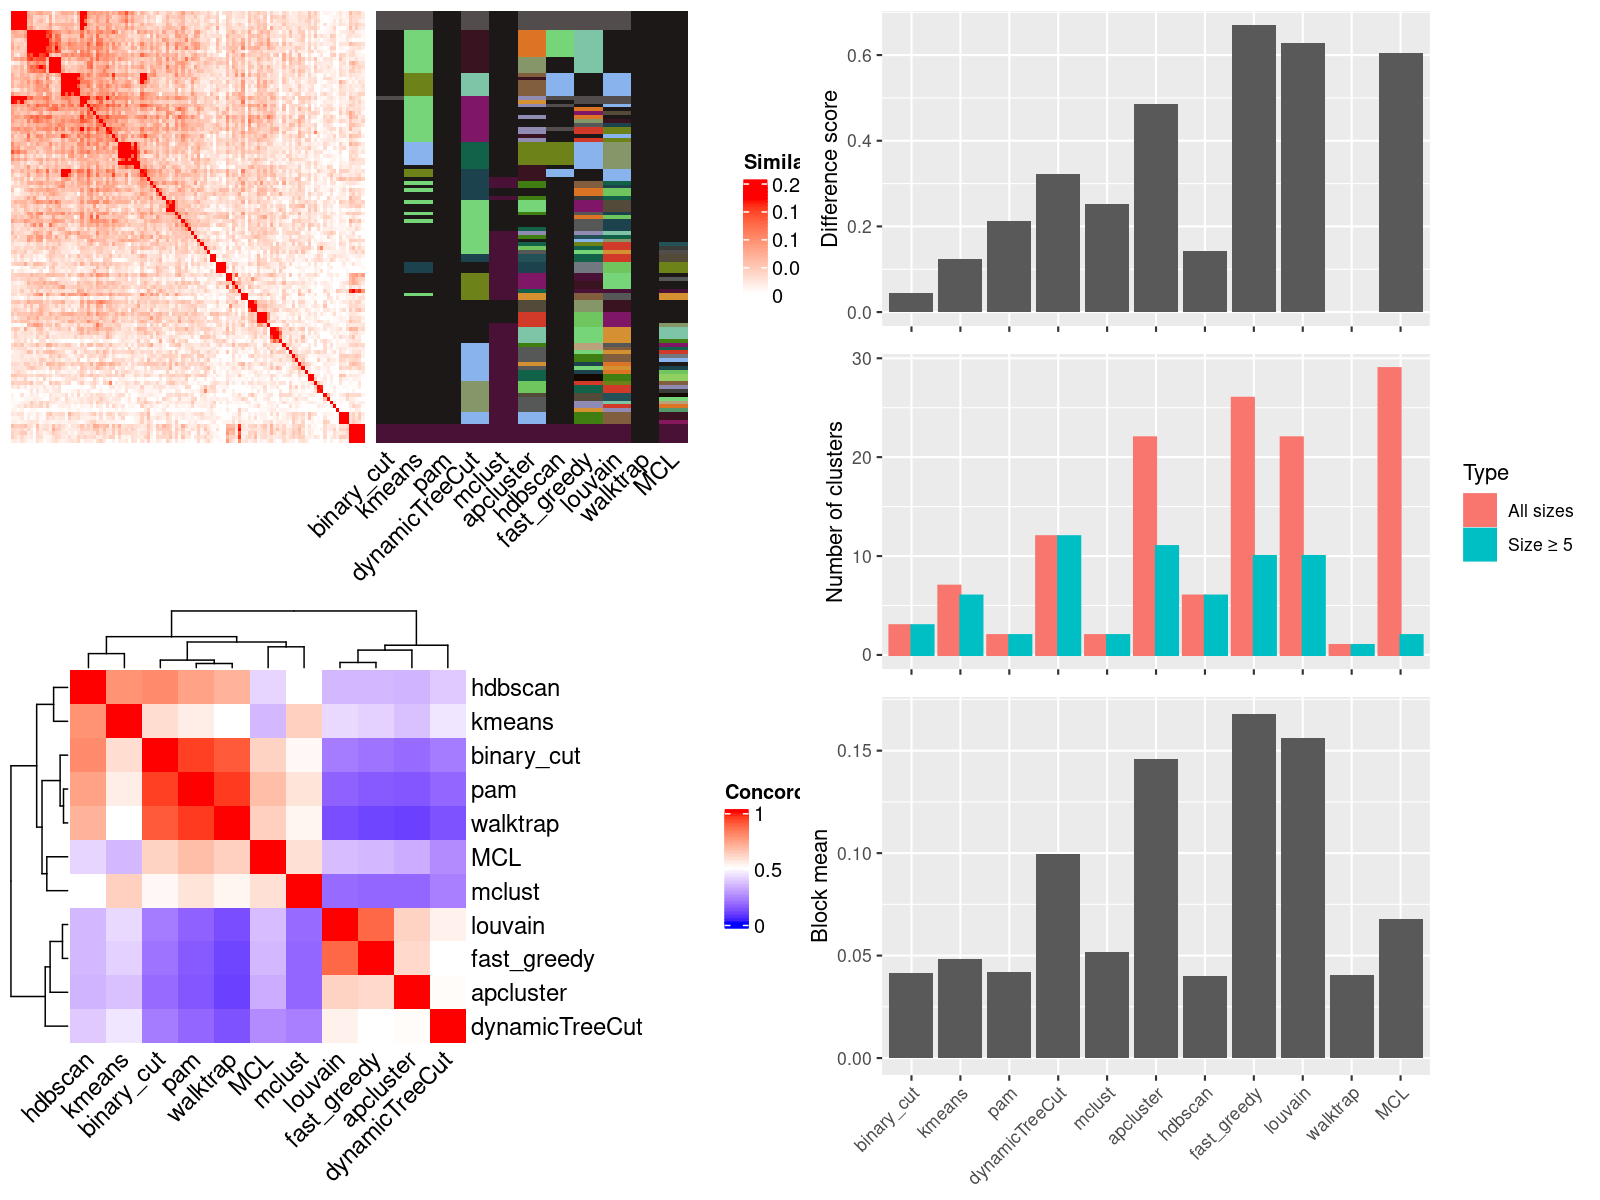 Simila
0.2
0.1
0.1
0.0
0
binary_cut
kmeans
pam
dynamicTreeCut
mclust
apcluster
hdbscan
fast_greedy
louvain
walktrap
MCL
hdbscan
kmeans
binary_cut
pam
walktrap
MCL
mclust
louvain
fast_greedy
apcluster
dynamicTreeCut
hdbscan
kmeans
binary_cut
pam
walktrap
MCL
mclust
louvain
fast_greedy
apcluster
dynamicTreeCut
Concord
1
0.5
0
Difference score
0.6
0.4
0.2
0.0
Number of clusters
30
20
10
0
Type
All sizes
Size ≥ 5
Block mean
0.15
0.10
0.05
0.00
binary_cut
kmeans
pam
dynamicTreeCut
mclust
apcluster
hdbscan
fast_greedy
louvain
walktrap
MCL